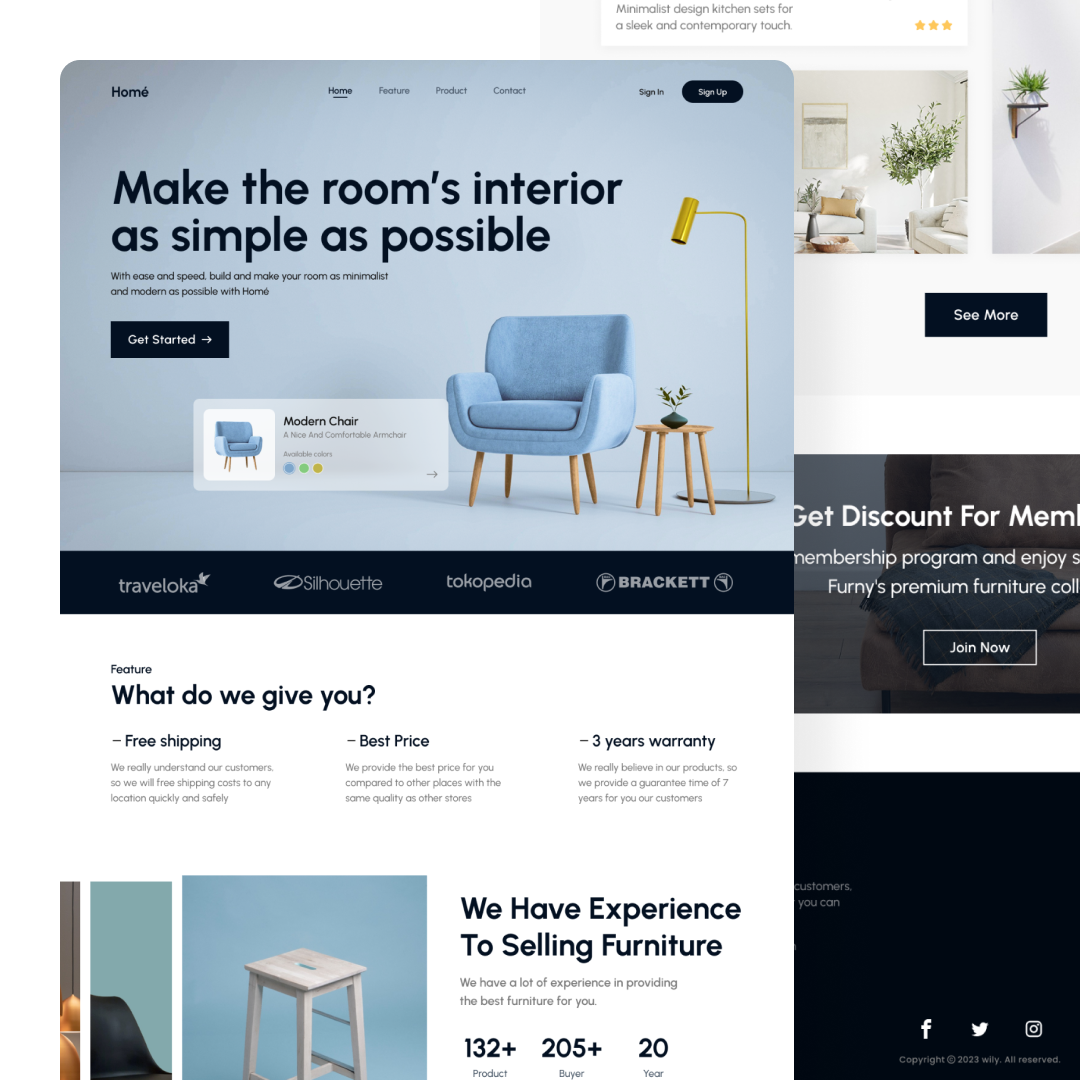 Homé
Home
Feature
Product
Contact
Sign In
Sign Up
Make the room’s interior
as simple as possible
With ease and speed, build and make your room as minimalist
and modern as possible with Homé
Get Started →
Modern Chair
A Nice And Comfortable Armchair
Available colors
traveloka
Silhouette
tokopedia
BRACKETT
Feature
What do we give you?
– Free shipping
We really understand our customers,
so we will free shipping costs to any
location quickly and safely
– Best Price
We provide the best price for you
compared to other places with the
same quality as other stores
– 3 years warranty
We really believe in our products, so
we provide a guarantee time of 7
years for you our customers
We Have Experience
To Selling Furniture
We have a lot of experience in providing
the best furniture for you.
132+
Product
205+
Buyer
20
Year
Minimalist design kitchen sets for
a sleek and contemporary touch.
See More
Get Discount For Memb
membership program and enjoy s
Furny's premium furniture coll
Join Now
customers,
you can
Copyright © 2023 wily. All reserved.